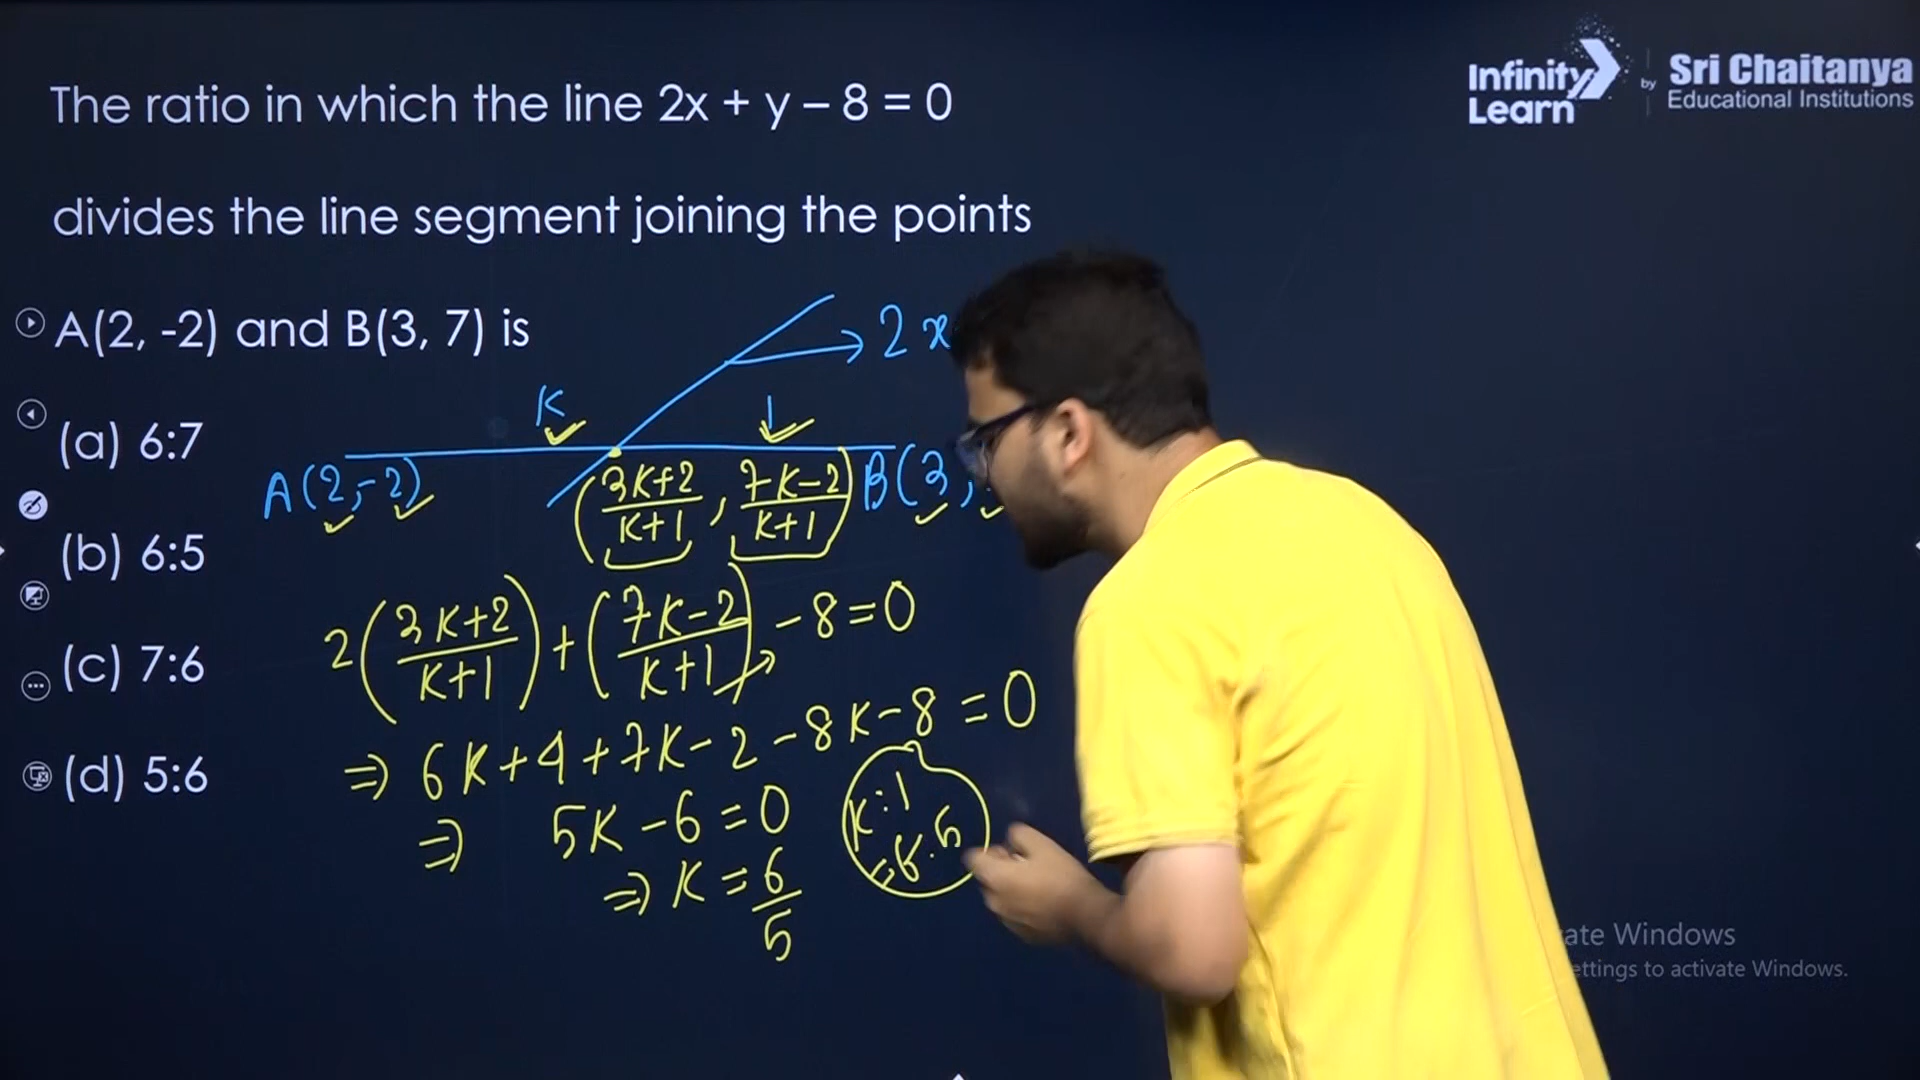 The ratio in which the line 2x + y – 8 = 0
divides the line segment joining the points
A(2, -2) and B(3, 7) is
(a) 6:7
(b) 6:5
(c) 7:6
(d) 5:6
Infinity Learn by Sri Chaitanya Educational Institutions
2x
K 1
A(2,-2) (3K+2/K+1 , 7K-2/K+1) B(3,
2(3K+2/K+1) + (7K-2/K+1) - 8 = 0
⇒ 6K+4+7K-2-8K-8 = 0
⇒ 5K-6=0
⇒ K = 6/5
K:1
ate Windows
ettings to activate Windows.